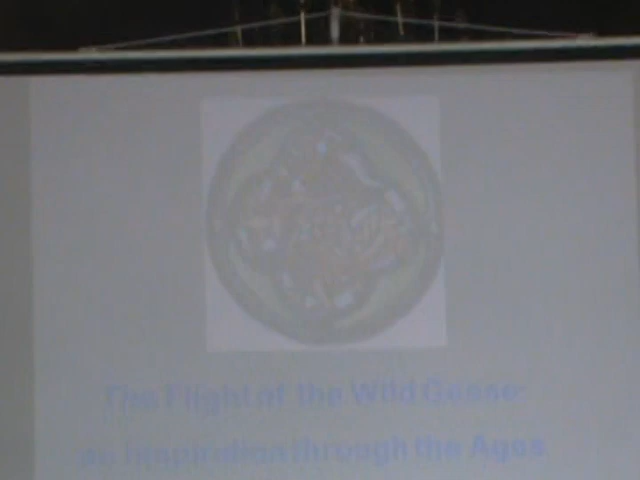 The Flight of the Wild Geese:
an Inspiration through the Ages